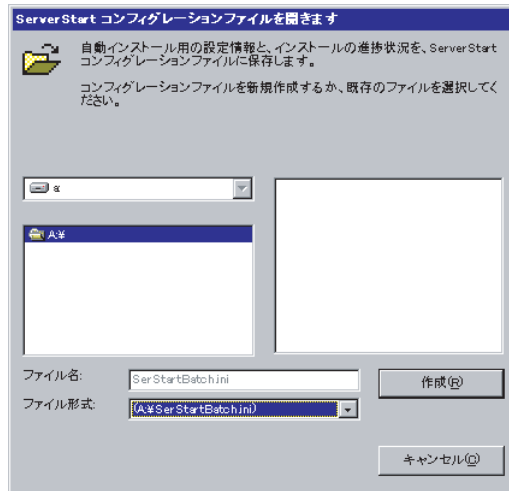 ServerStart コンフィグレーションファイルを開きます
自動インストール用の設定情報と、インストールの進捗状況を、ServerStart
コンフィグレーションファイルに保存します。
コンフィグレーションファイルを新規作成するか、既存のファイルを選択してく
ださい。
a:
A:¥
ファイル名:
SerStartBatch.ini
作成(R)
ファイル形式:
(A:¥SerStartBatch.ini)
キャンセル(C)